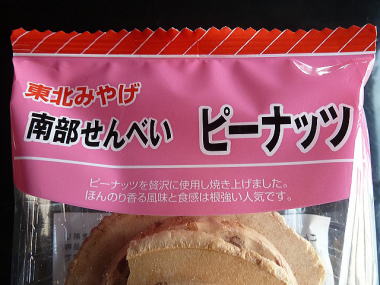 東北みやげ
南部せんべい ピーナッツ
ピーナッツを贅沢に使用し焼き上げました。
ほんのり香る風味と食感は根強い人気です。